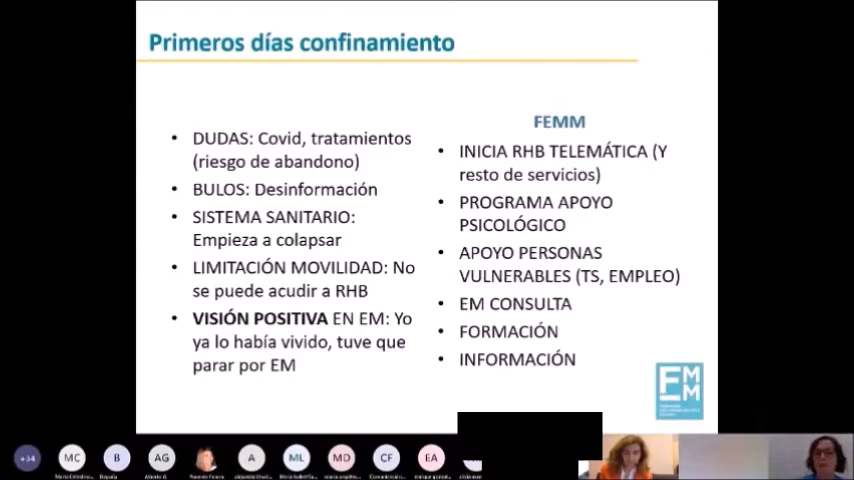 Primeros días confinamiento
• DUDAS: Covid, tratamientos
(riesgo de abandono)
• BULOS: Desinformación
• SISTEMA SANITARIO:
Empieza a colapsar
• LIMITACIÓN MOVILIDAD: No
se puede acudir a RHB
• VISIÓN POSITIVA EN EM: Yo
ya lo había vivido, tuve que
parar por EM
FEMM
• INICIA RHB TELEMÁTICA (Y
resto de servicios)
• PROGRAMA APOYO
PSICOLÓGICO
• APOYO PERSONAS
VULNERABLES (TS, EMPLEO)
• EM CONSULTA
• FORMACIÓN
• INFORMACIÓN
EM
M
MC
B
AG
A
ML
MD
CF
EA
Alberto G